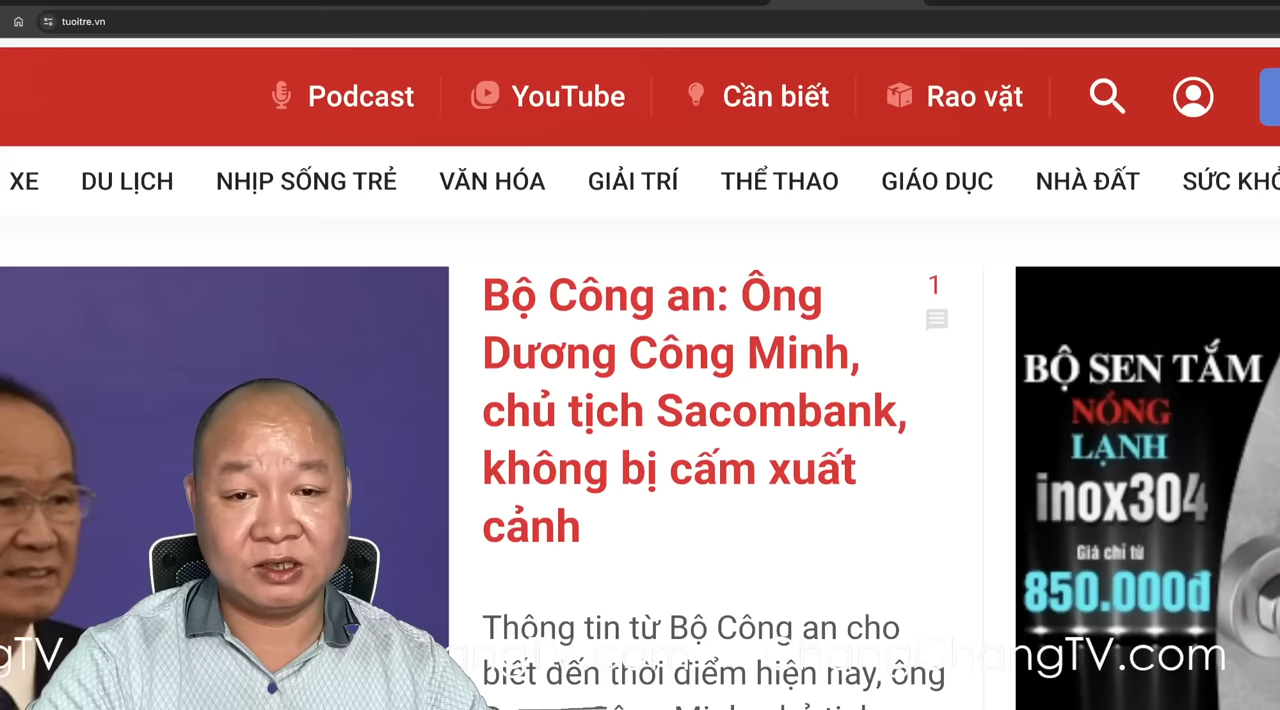 tuoitre.vn
Podcast
YouTube
Cần biết
Rao vặt
XE
DU LỊCH
NHỊP SỐNG TRẺ
VĂN HÓA
GIẢI TRÍ
THỂ THAO
GIÁO DỤC
NHÀ ĐẤT
SỨC KHỎ
Bộ Công an: Ông
Dương Công Minh,
chủ tịch Sacombank,
không bị cấm xuất
cảnh
1
Thông tin từ Bộ Công an cho
biết đến thời điểm hiện nay, ông
BỘ SEN TẮM
NÓNG
LẠNH
inox304
Giá chỉ từ
850.000đ
gTV
ChangChangTV.com